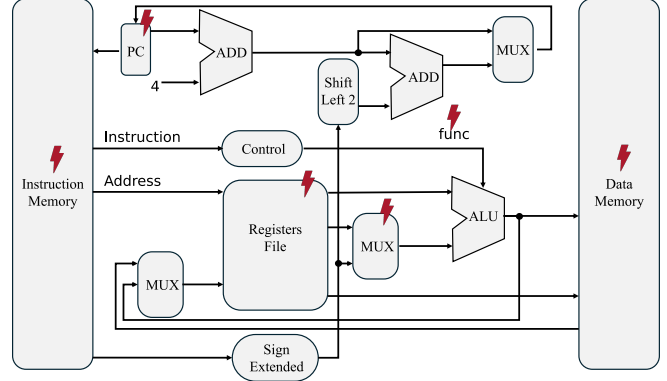 PC
ADD
MUX
4
Shift
Left 2
ADD
func
Instruction
Control
Instruction
Memory
Address
Data
Memory
Registers
File
MUX
ALU
MUX
Sign
Extended